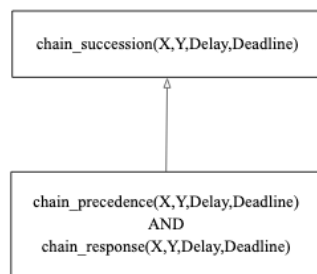 chain_succession(X,Y,Delay,Deadline)
chain_precedence(X,Y,Delay,Deadline)
AND
chain_response(X,Y,Delay,Deadline)